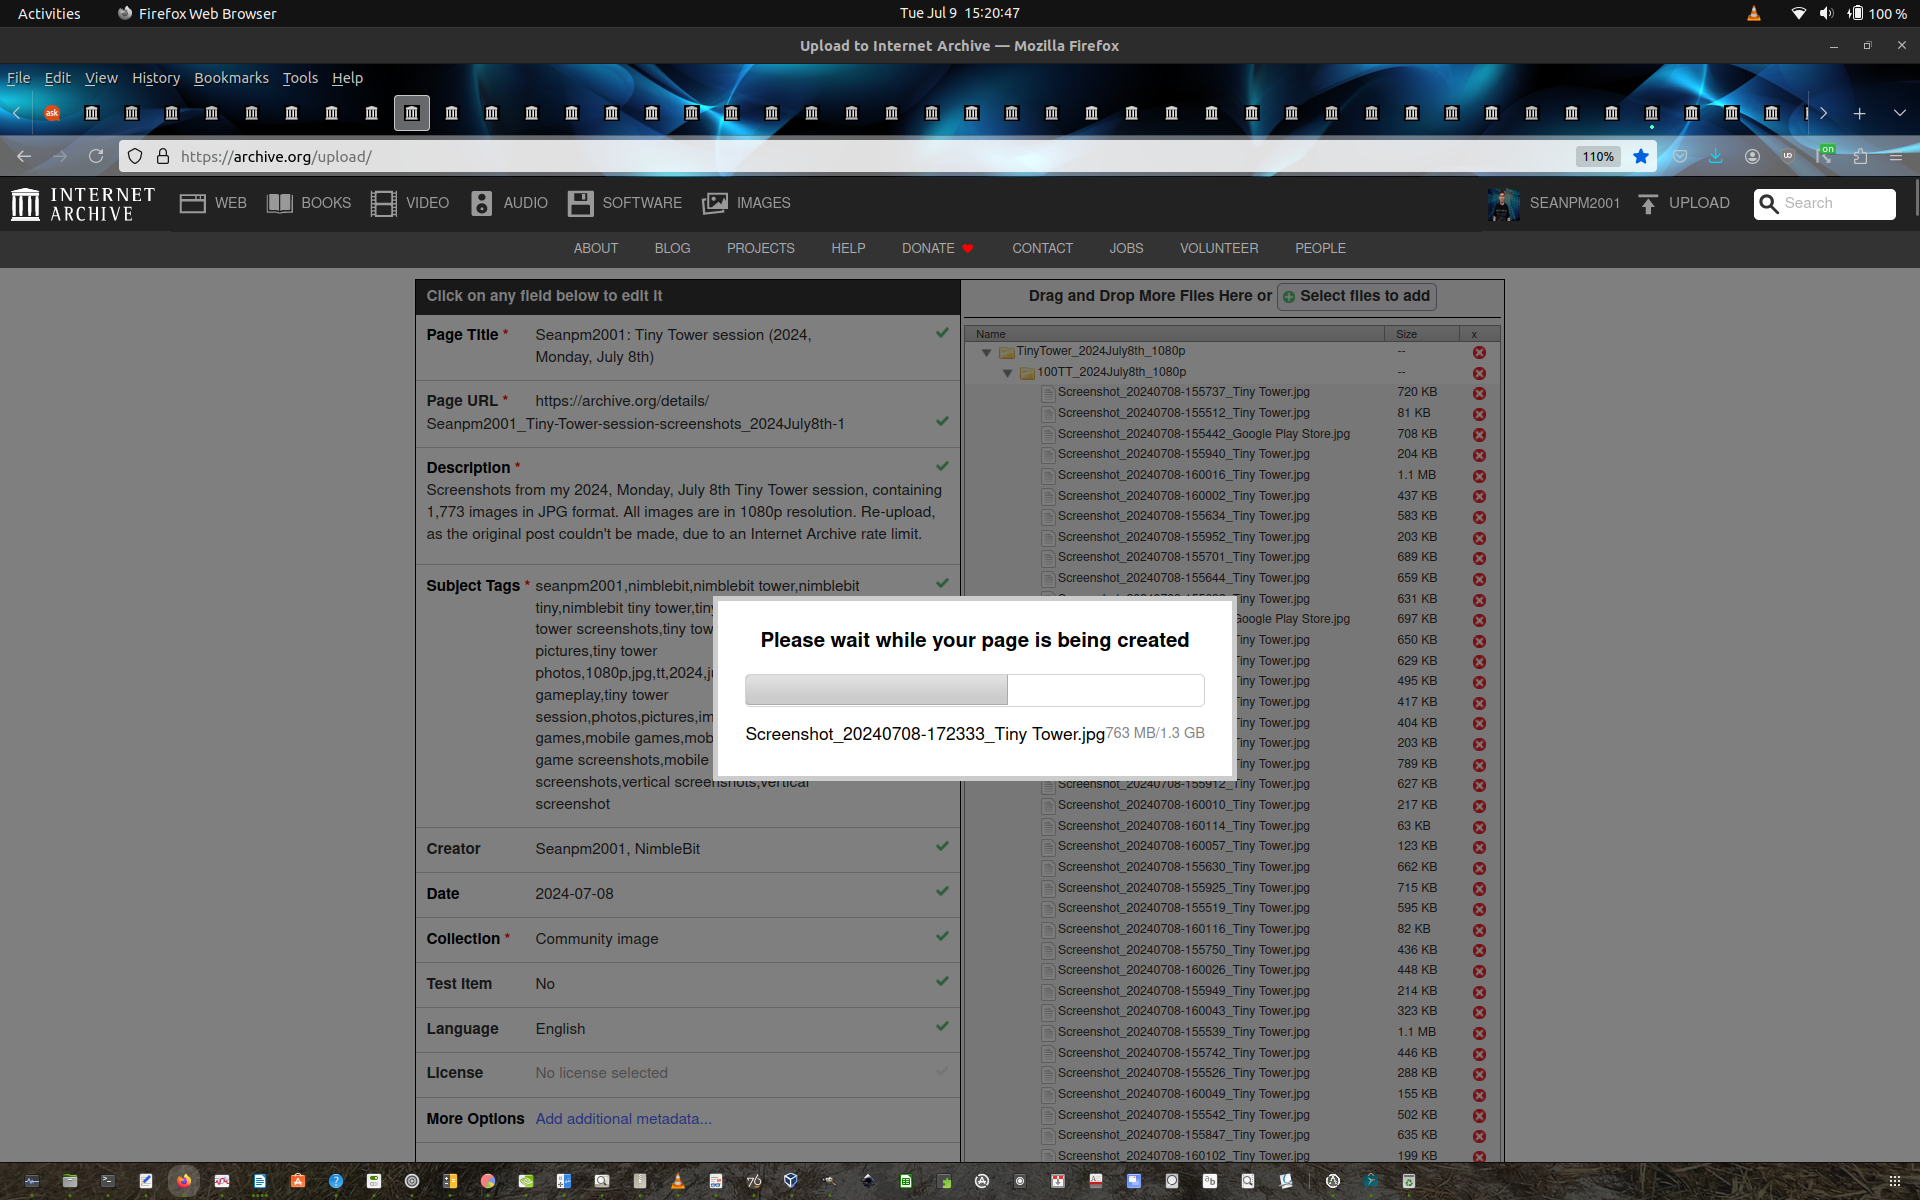 Activities
Firefox Web Browser
Tue Jul 9 15:20:47
100 %
Upload to Internet Archive — Mozilla Firefox
File Edit View History Bookmarks Tools Help
https://archive.org/upload/
110%
on
INTERNET
ARCHIVE
WEB BOOKS VIDEO AUDIO SOFTWARE IMAGES
SEANPM2001 UPLOAD Search
ABOUT BLOG PROJECTS HELP DONATE CONTACT JOBS VOLUNTEER PEOPLE
Click on any field below to edit it
Page Title * Seanpm2001: Tiny Tower session (2024,
Monday, July 8th)
Page URL * https://archive.org/details/
Seanpm2001_Tiny-Tower-session-screenshots_2024July8th-1
Description *
Screenshots from my 2024, Monday, July 8th Tiny Tower session, containing
1,773 images in JPG format. All images are in 1080p resolution. Re-upload,
as the original post couldn't be made, due to an Internet Archive rate limit.
Subject Tags * seanpm2001,nimblebit,nimblebit tower,nimblebit
tiny,nimblebit tiny tower,tiny
tower screenshots,tiny tow
pictures,tiny tower
photos,1080p,jpg,tt,2024,j
gameplay,tiny tower
session,photos,pictures,im
games,mobile games,mob
game screenshots,mobile
screenshots,vertical screenshots,vertical
screenshot
Creator Seanpm2001, NimbleBit
Date 2024-07-08
Collection * Community image
Test Item No
Language English
License No license selected
More Options Add additional metadata...
Drag and Drop More Files Here or Select files to add
Name Size x
TinyTower_2024July8th_1080p --
100TT_2024July8th_1080p --
Screenshot_20240708-155737_Tiny Tower.jpg 720 KB
Screenshot_20240708-155512_Tiny Tower.jpg 81 KB
Screenshot_20240708-155442_Google Play Store.jpg 708 KB
Screenshot_20240708-155940_Tiny Tower.jpg 204 KB
Screenshot_20240708-160016_Tiny Tower.jpg 1.1 MB
Screenshot_20240708-160002_Tiny Tower.jpg 437 KB
Screenshot_20240708-155634_Tiny Tower.jpg 583 KB
Screenshot_20240708-155952_Tiny Tower.jpg 203 KB
Screenshot_20240708-155701_Tiny Tower.jpg 689 KB
Screenshot_20240708-155644_Tiny Tower.jpg 659 KB
Tiny Tower.jpg 631 KB
Google Play Store.jpg 697 KB
Tiny Tower.jpg 650 KB
Tiny Tower.jpg 629 KB
Tiny Tower.jpg 495 KB
Tiny Tower.jpg 417 KB
Tiny Tower.jpg 404 KB
Tiny Tower.jpg 203 KB
Tiny Tower.jpg 789 KB
Screenshot_20240708-155912_Tiny Tower.jpg 627 KB
Screenshot_20240708-160010_Tiny Tower.jpg 217 KB
Screenshot_20240708-160114_Tiny Tower.jpg 63 KB
Screenshot_20240708-160057_Tiny Tower.jpg 123 KB
Screenshot_20240708-155630_Tiny Tower.jpg 662 KB
Screenshot_20240708-155925_Tiny Tower.jpg 715 KB
Screenshot_20240708-155519_Tiny Tower.jpg 595 KB
Screenshot_20240708-160116_Tiny Tower.jpg 82 KB
Screenshot_20240708-155750_Tiny Tower.jpg 436 KB
Screenshot_20240708-160026_Tiny Tower.jpg 448 KB
Screenshot_20240708-155949_Tiny Tower.jpg 214 KB
Screenshot_20240708-160043_Tiny Tower.jpg 323 KB
Screenshot_20240708-155539_Tiny Tower.jpg 1.1 MB
Screenshot_20240708-155742_Tiny Tower.jpg 446 KB
Screenshot_20240708-155526_Tiny Tower.jpg 288 KB
Screenshot_20240708-160049_Tiny Tower.jpg 155 KB
Screenshot_20240708-155542_Tiny Tower.jpg 502 KB
Screenshot_20240708-155847_Tiny Tower.jpg 635 KB
Screenshot_20240708-160102_Tiny Tower.jpg 199 KB
Please wait while your page is being created
Screenshot_20240708-172333_Tiny Tower.jpg 763 MB/1.3 GB